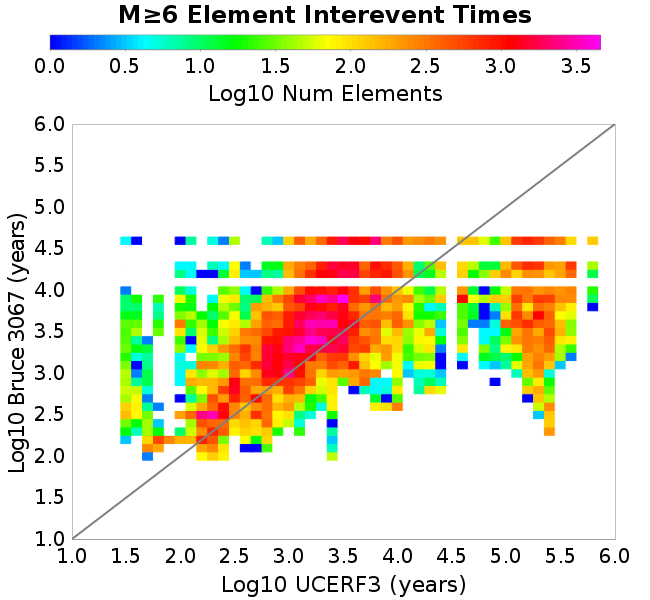 M≥6 Element Interevent Times
0.0 0.5 1.0 1.5 2.0 2.5 3.0 3.5
Log10 Num Elements
6.0
5.5
5.0
4.5
4.0
3.5
3.0
2.5
2.0
1.5
1.0
Log10 Bruce 3067 (years)
1.0 1.5 2.0 2.5 3.0 3.5 4.0 4.5 5.0 5.5 6.0
Log10 UCERF3 (years)